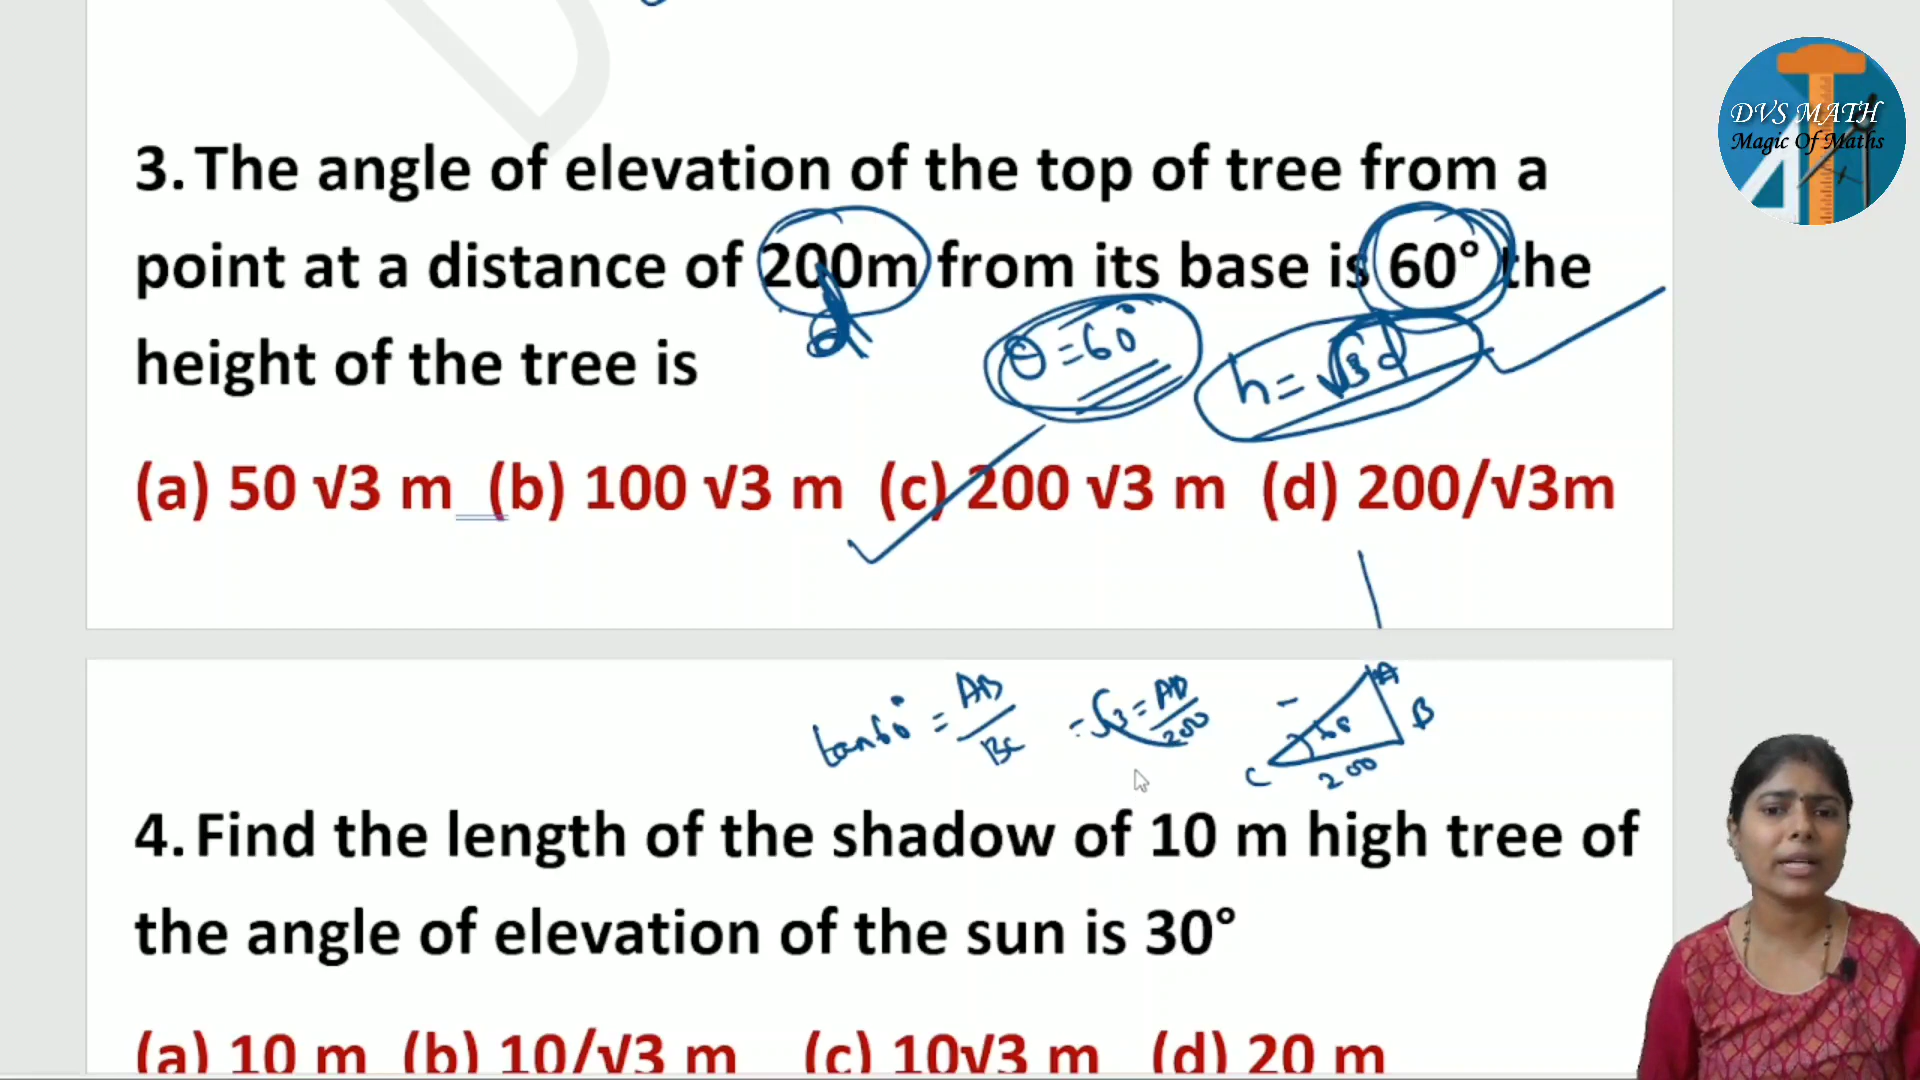 DVS MATH
Magic Of Maths
3. The angle of elevation of the top of tree from a
point at a distance of 200m from its base is 60° the
d
height of the tree is
θ = 60°
h = √3d
(a) 50 √3 m (b) 100 √3 m (c) 200 √3 m (d) 200/√3m
tan60° = AB/BC = √3 = AB/200
A
B
C
60
200
4. Find the length of the shadow of 10 m high tree of
the angle of elevation of the sun is 30°
(a) 10 m (b) 10/√3 m (c) 10√3 m (d) 20 m